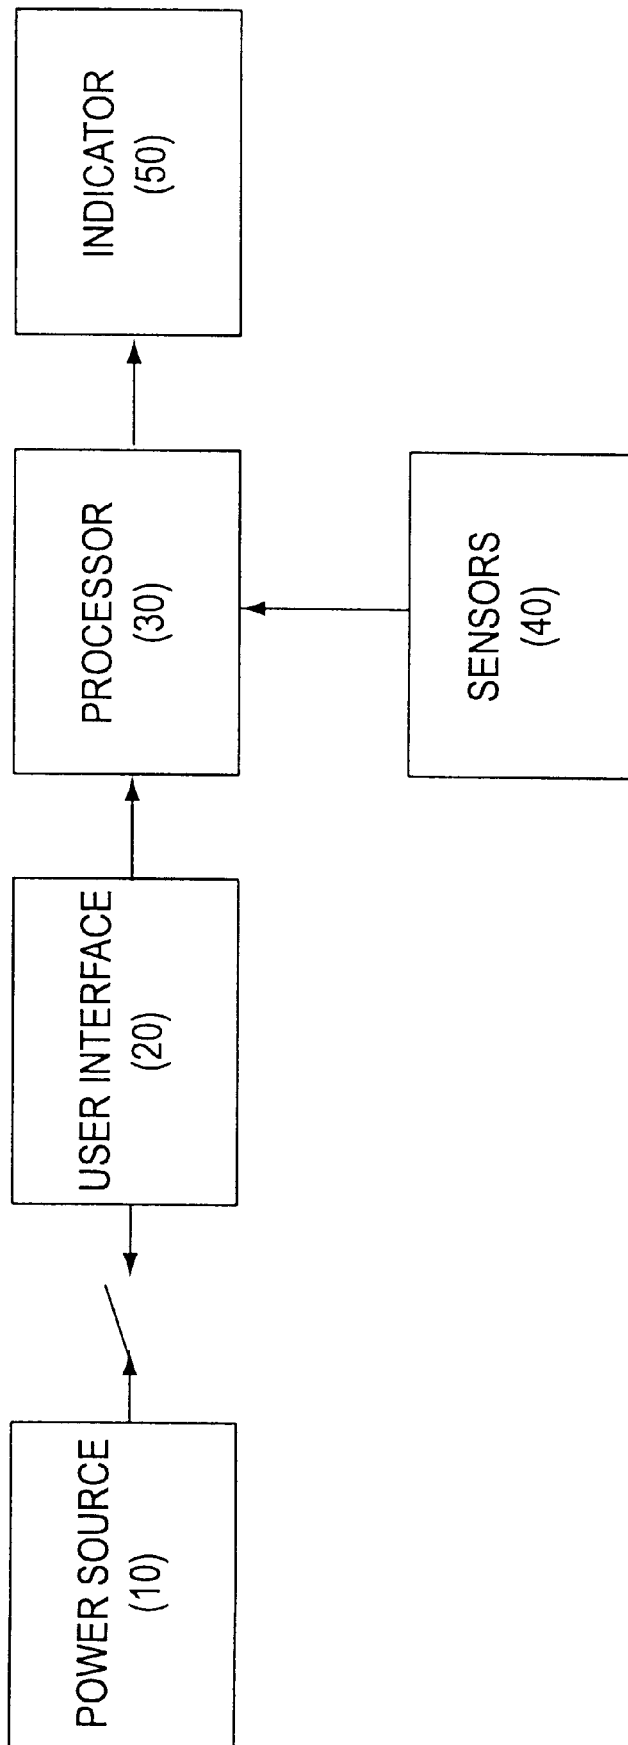 POWER SOURCE
(10)
USER INTERFACE
(20)
PROCESSOR
(30)
INDICATOR
(50)
SENSORS
(40)